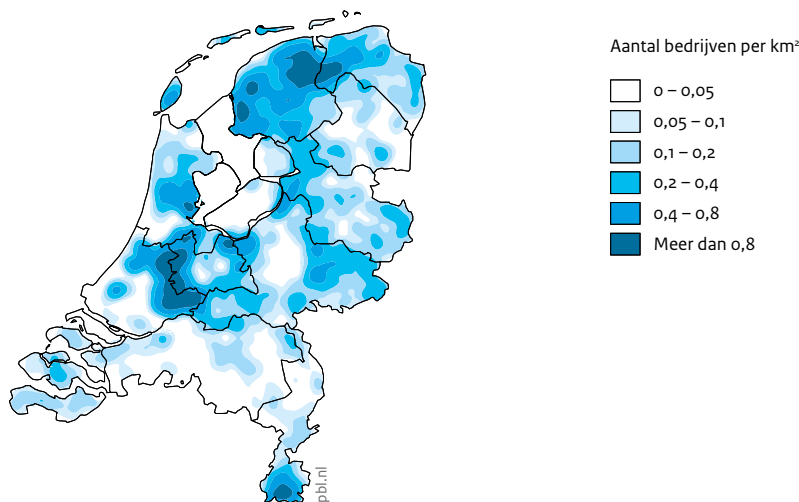 Aantal bedrijven per km²
0 – 0,05
0,05 – 0,1
0,1 – 0,2
0,2 – 0,4
0,4 – 0,8
Meer dan 0,8
pbl.nl